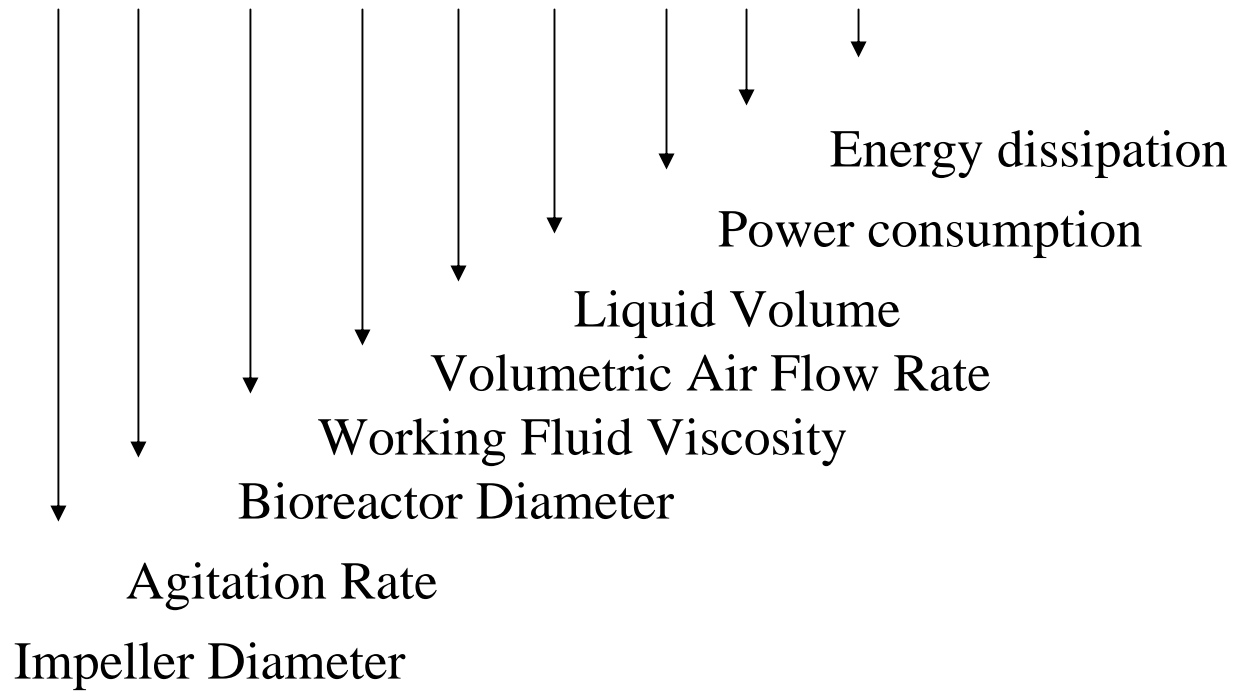 Energy dissipation
Power consumption
Liquid Volume
Volumetric Air Flow Rate
Working Fluid Viscosity
Bioreactor Diameter
Agitation Rate
Impeller Diameter